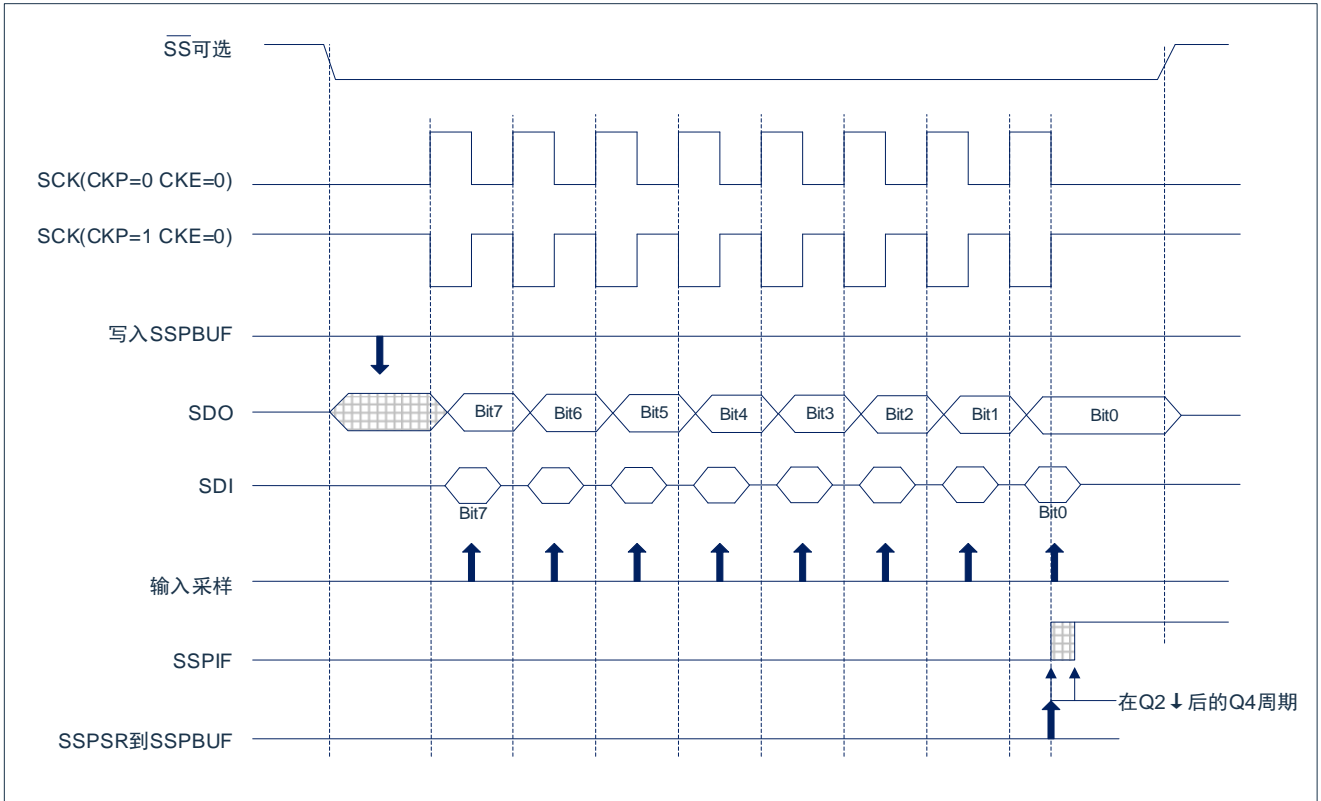 SS可选
SCK(CKP=0 CKE=0)
SCK(CKP=1 CKE=0)
写入SSPBUF
SDO
Bit7 Bit6 Bit5 Bit4 Bit3 Bit2 Bit1 Bit0
SDI
Bit7 Bit0
输入采样
SSPIF
在Q2↓后的Q4周期
SSPSR到SSPBUF